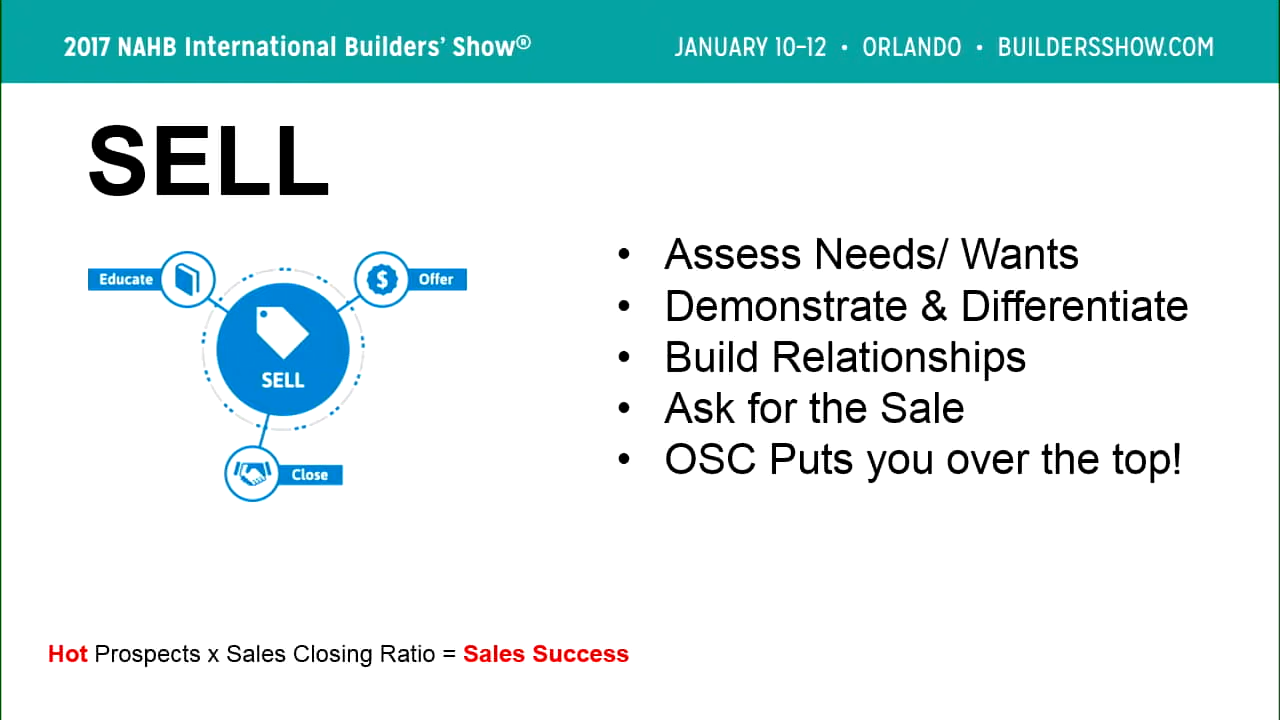 2017 NAHB International Builders' Show®
JANUARY 10–12 • ORLANDO • BUILDERSSHOW.COM
SELL
Educate
Offer
SELL
Close
• Assess Needs/ Wants
• Demonstrate & Differentiate
• Build Relationships
• Ask for the Sale
• OSC Puts you over the top!
Hot Prospects x Sales Closing Ratio = Sales Success